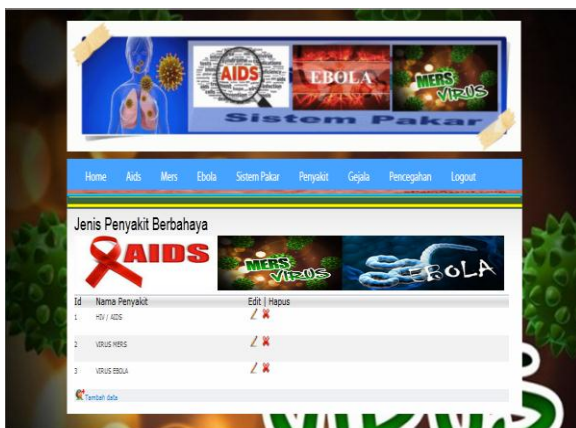 AIDS
EBOLA
MERS
VIRUS
Sistem Pakar
Home Aids Mers Ebola Sistem Pakar Penyakit Gejala Pencegahan Logout
Jenis Penyakit Berbahaya
AIDS
MERS
VIRUS
EBOLA
Id Nama Penyakit Edit | Hapus
1 HIV / AIDS
2 VIRUS MERS
3 VIRUS EBOLA
Tambah data
VIRUS